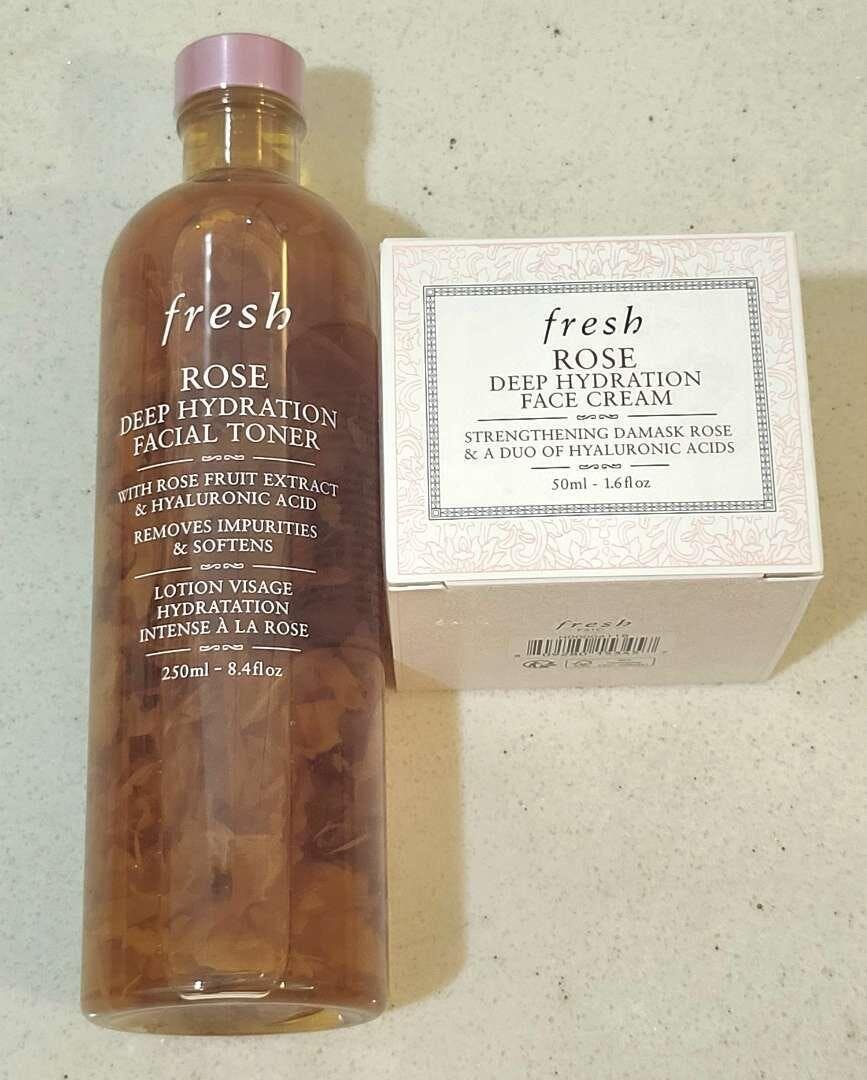 fresh
ROSE
DEEP HYDRATION
FACIAL TONER
WITH ROSE FRUIT EXTRACT
& HYALURONIC ACID
REMOVES IMPURITIES
& SOFTENS
LOTION VISAGE
HYDRATATION
INTENSE À LA ROSE
250ml - 8.4fl oz
fresh
ROSE
DEEP HYDRATION
FACE CREAM
STRENGTHENING DAMASK ROSE
& A DUO OF HYALURONIC ACIDS
50ml - 1.6fl oz
fresh